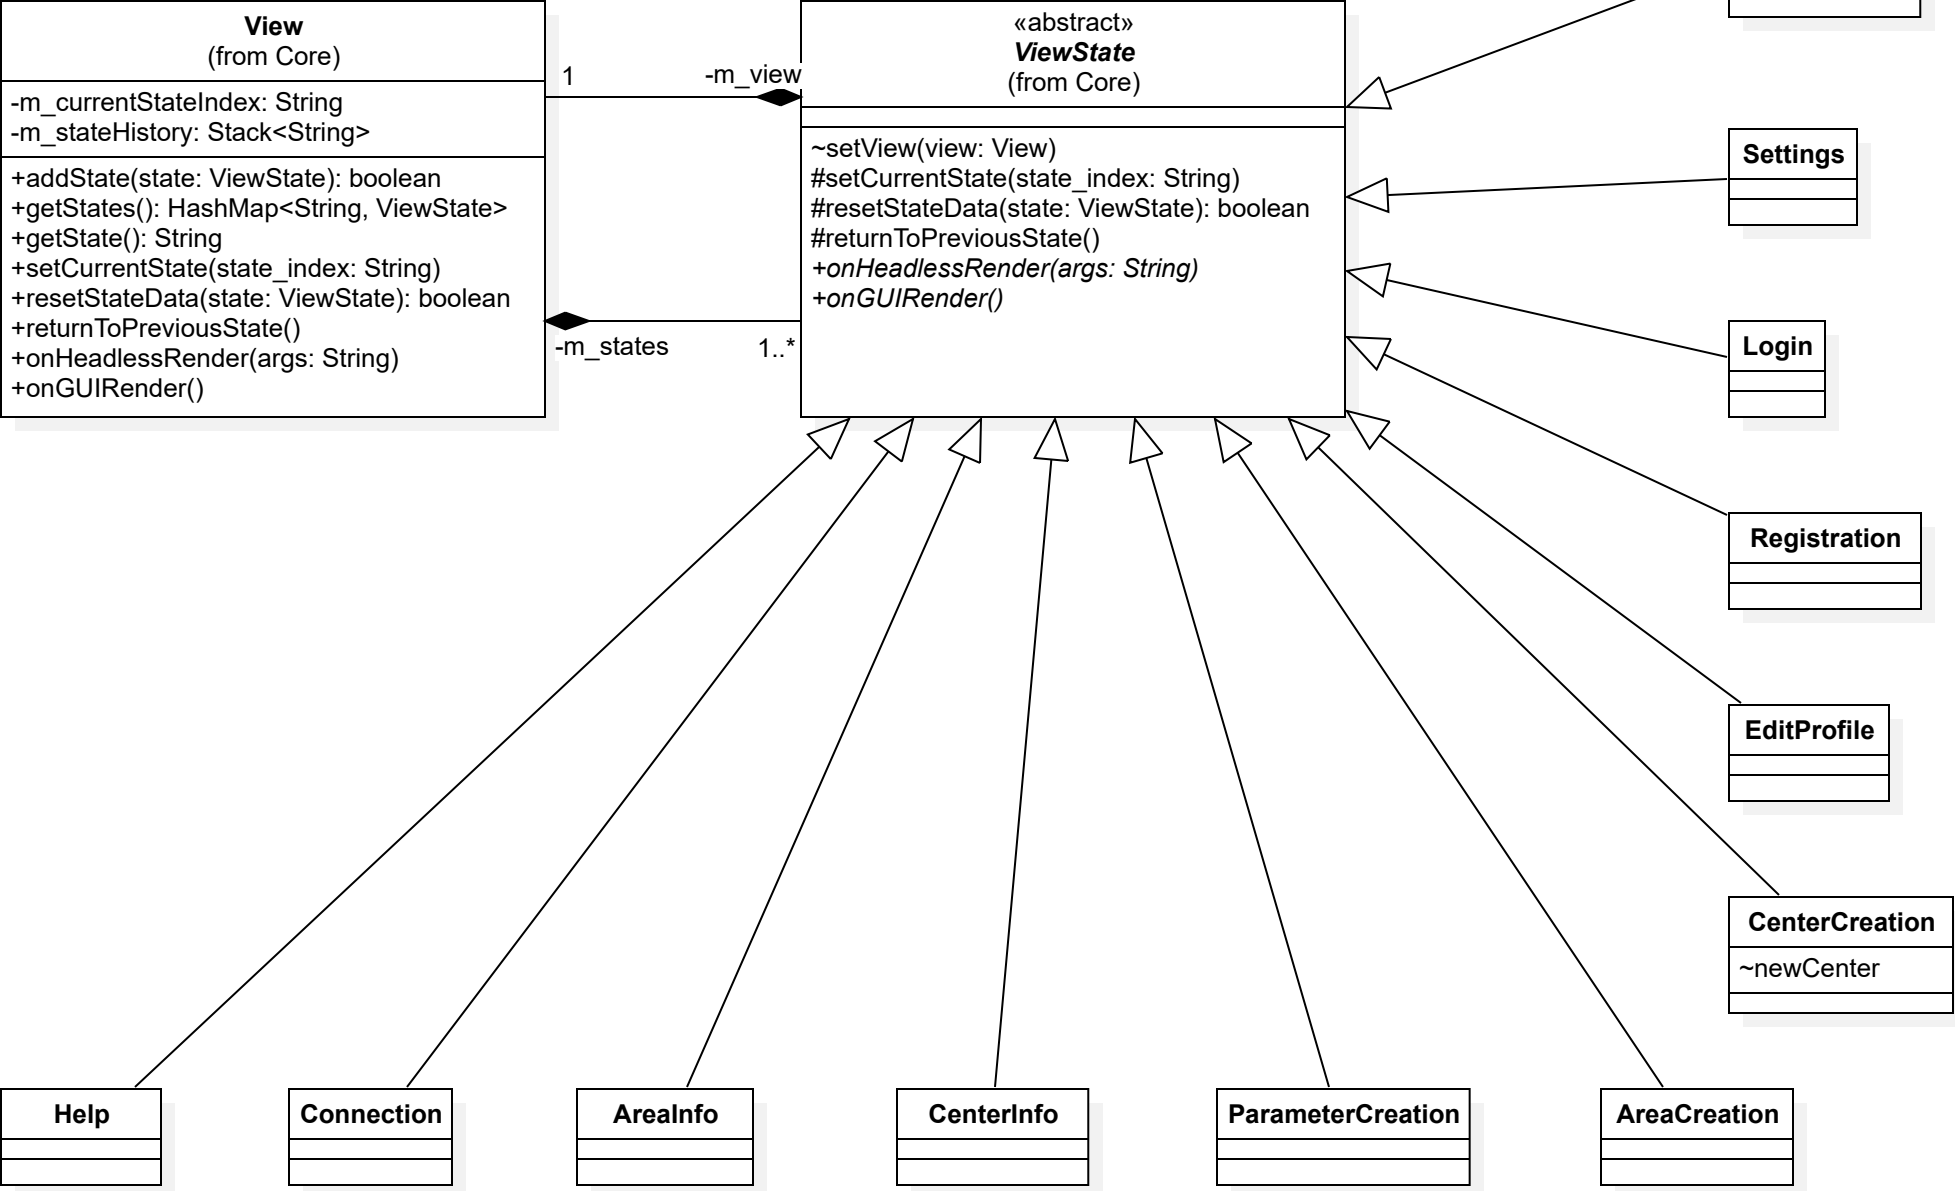 View
(from Core)
-m_currentStateIndex: String
-m_stateHistory: Stack<String>
+addState(state: ViewState): boolean
+getStates(): HashMap<String, ViewState>
+getState(): String
+setCurrentState(state_index: String)
+resetStateData(state: ViewState): boolean
+returnToPreviousState()
+onHeadlessRender(args: String)
+onGUIRender()
1
-m_view
-m_states
1..*
«abstract»
ViewState
(from Core)
~setView(view: View)
#setCurrentState(state_index: String)
#resetStateData(state: ViewState): boolean
#returnToPreviousState()
+onHeadlessRender(args: String)
+onGUIRender()
Settings
Login
Registration
EditProfile
CenterCreation
~newCenter
Help
Connection
AreaInfo
CenterInfo
ParameterCreation
AreaCreation